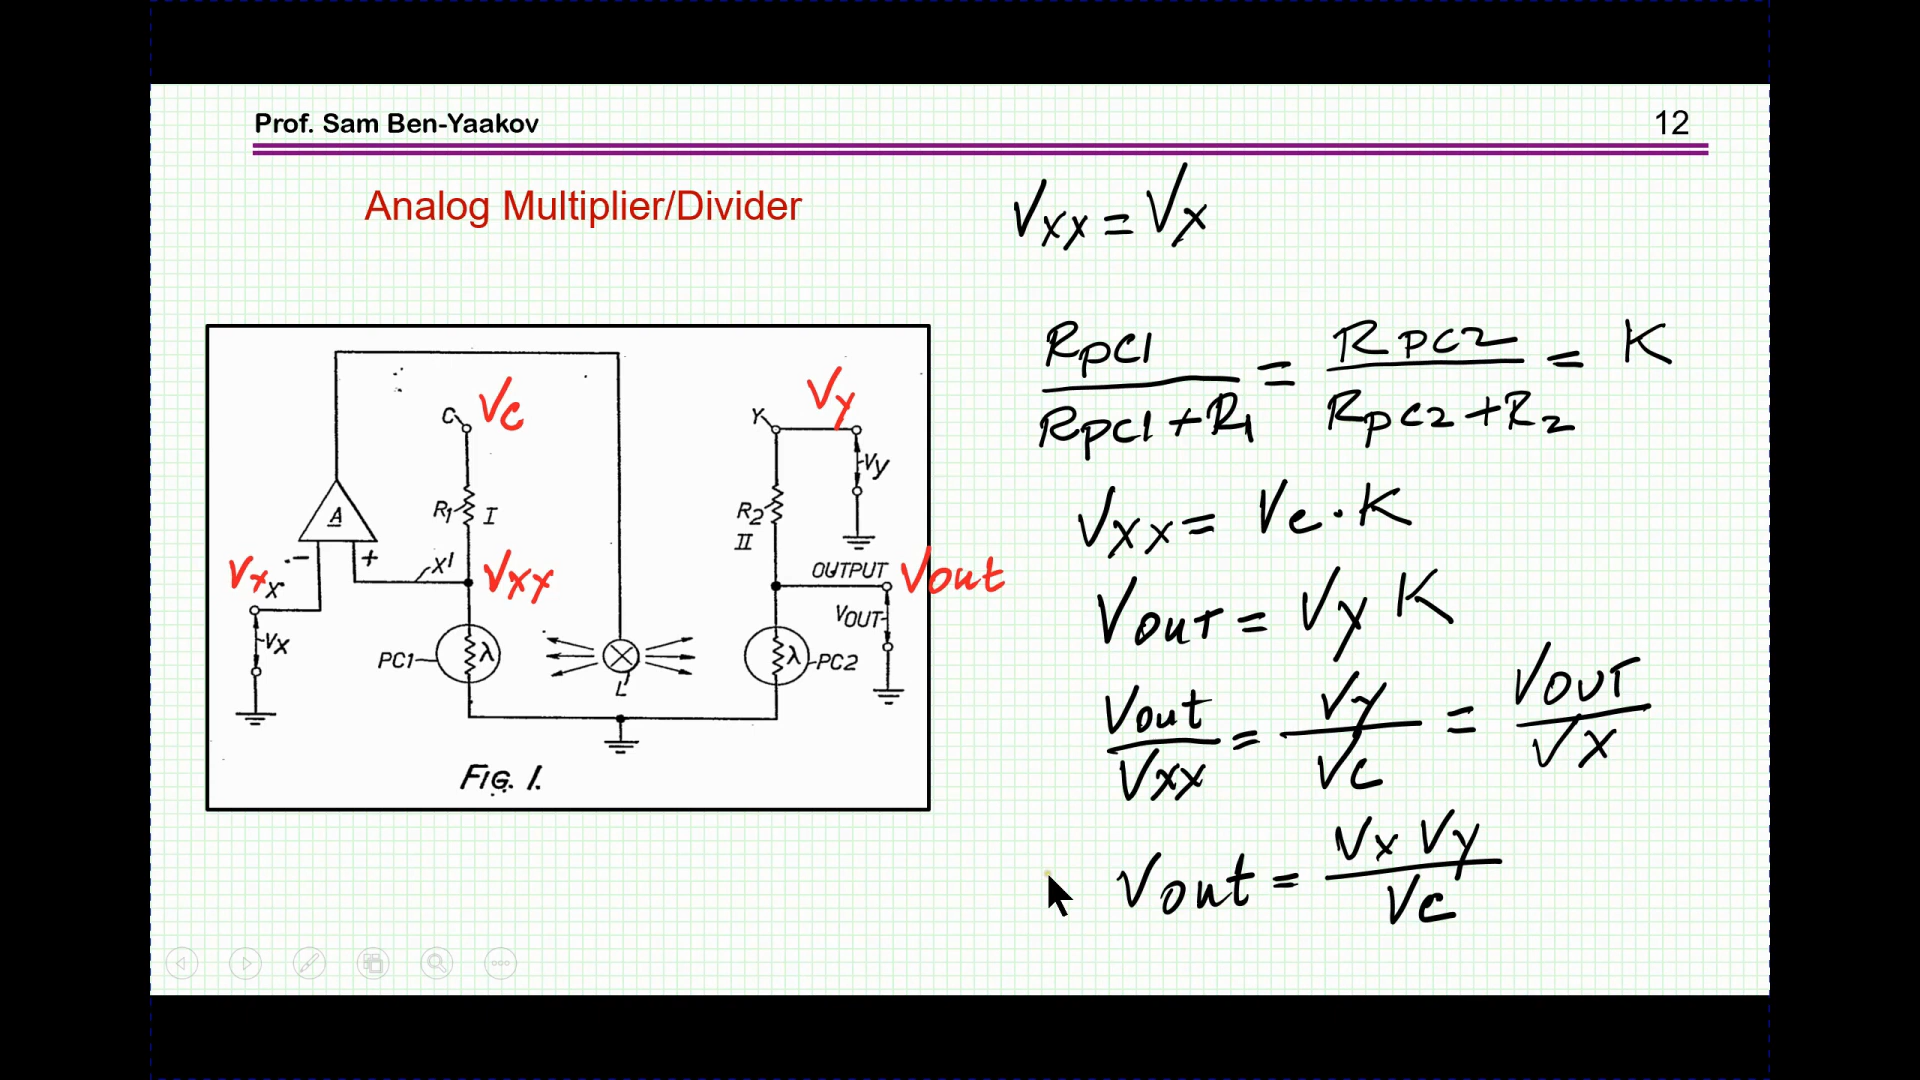 Prof. Sam Ben-Yaakov 12
Analog Multiplier/Divider
Vxx = Vx
RPC1 / RPC1 + R1 = RPC2 / RPC2 + R2 = K
Vxx = Vc · K
Vout = Vy K
Vout / Vxx = Vy / Vc = Vout / Vx
Vout = Vx Vy / Vc
C Vc
Y Vy
Vy
A
R1 I
R2
II
- +
Vx X
X'
Vxx
OUTPUT Vout
VOUT
Vx
PC1 λ
L
λ PC2
FIG. 1.